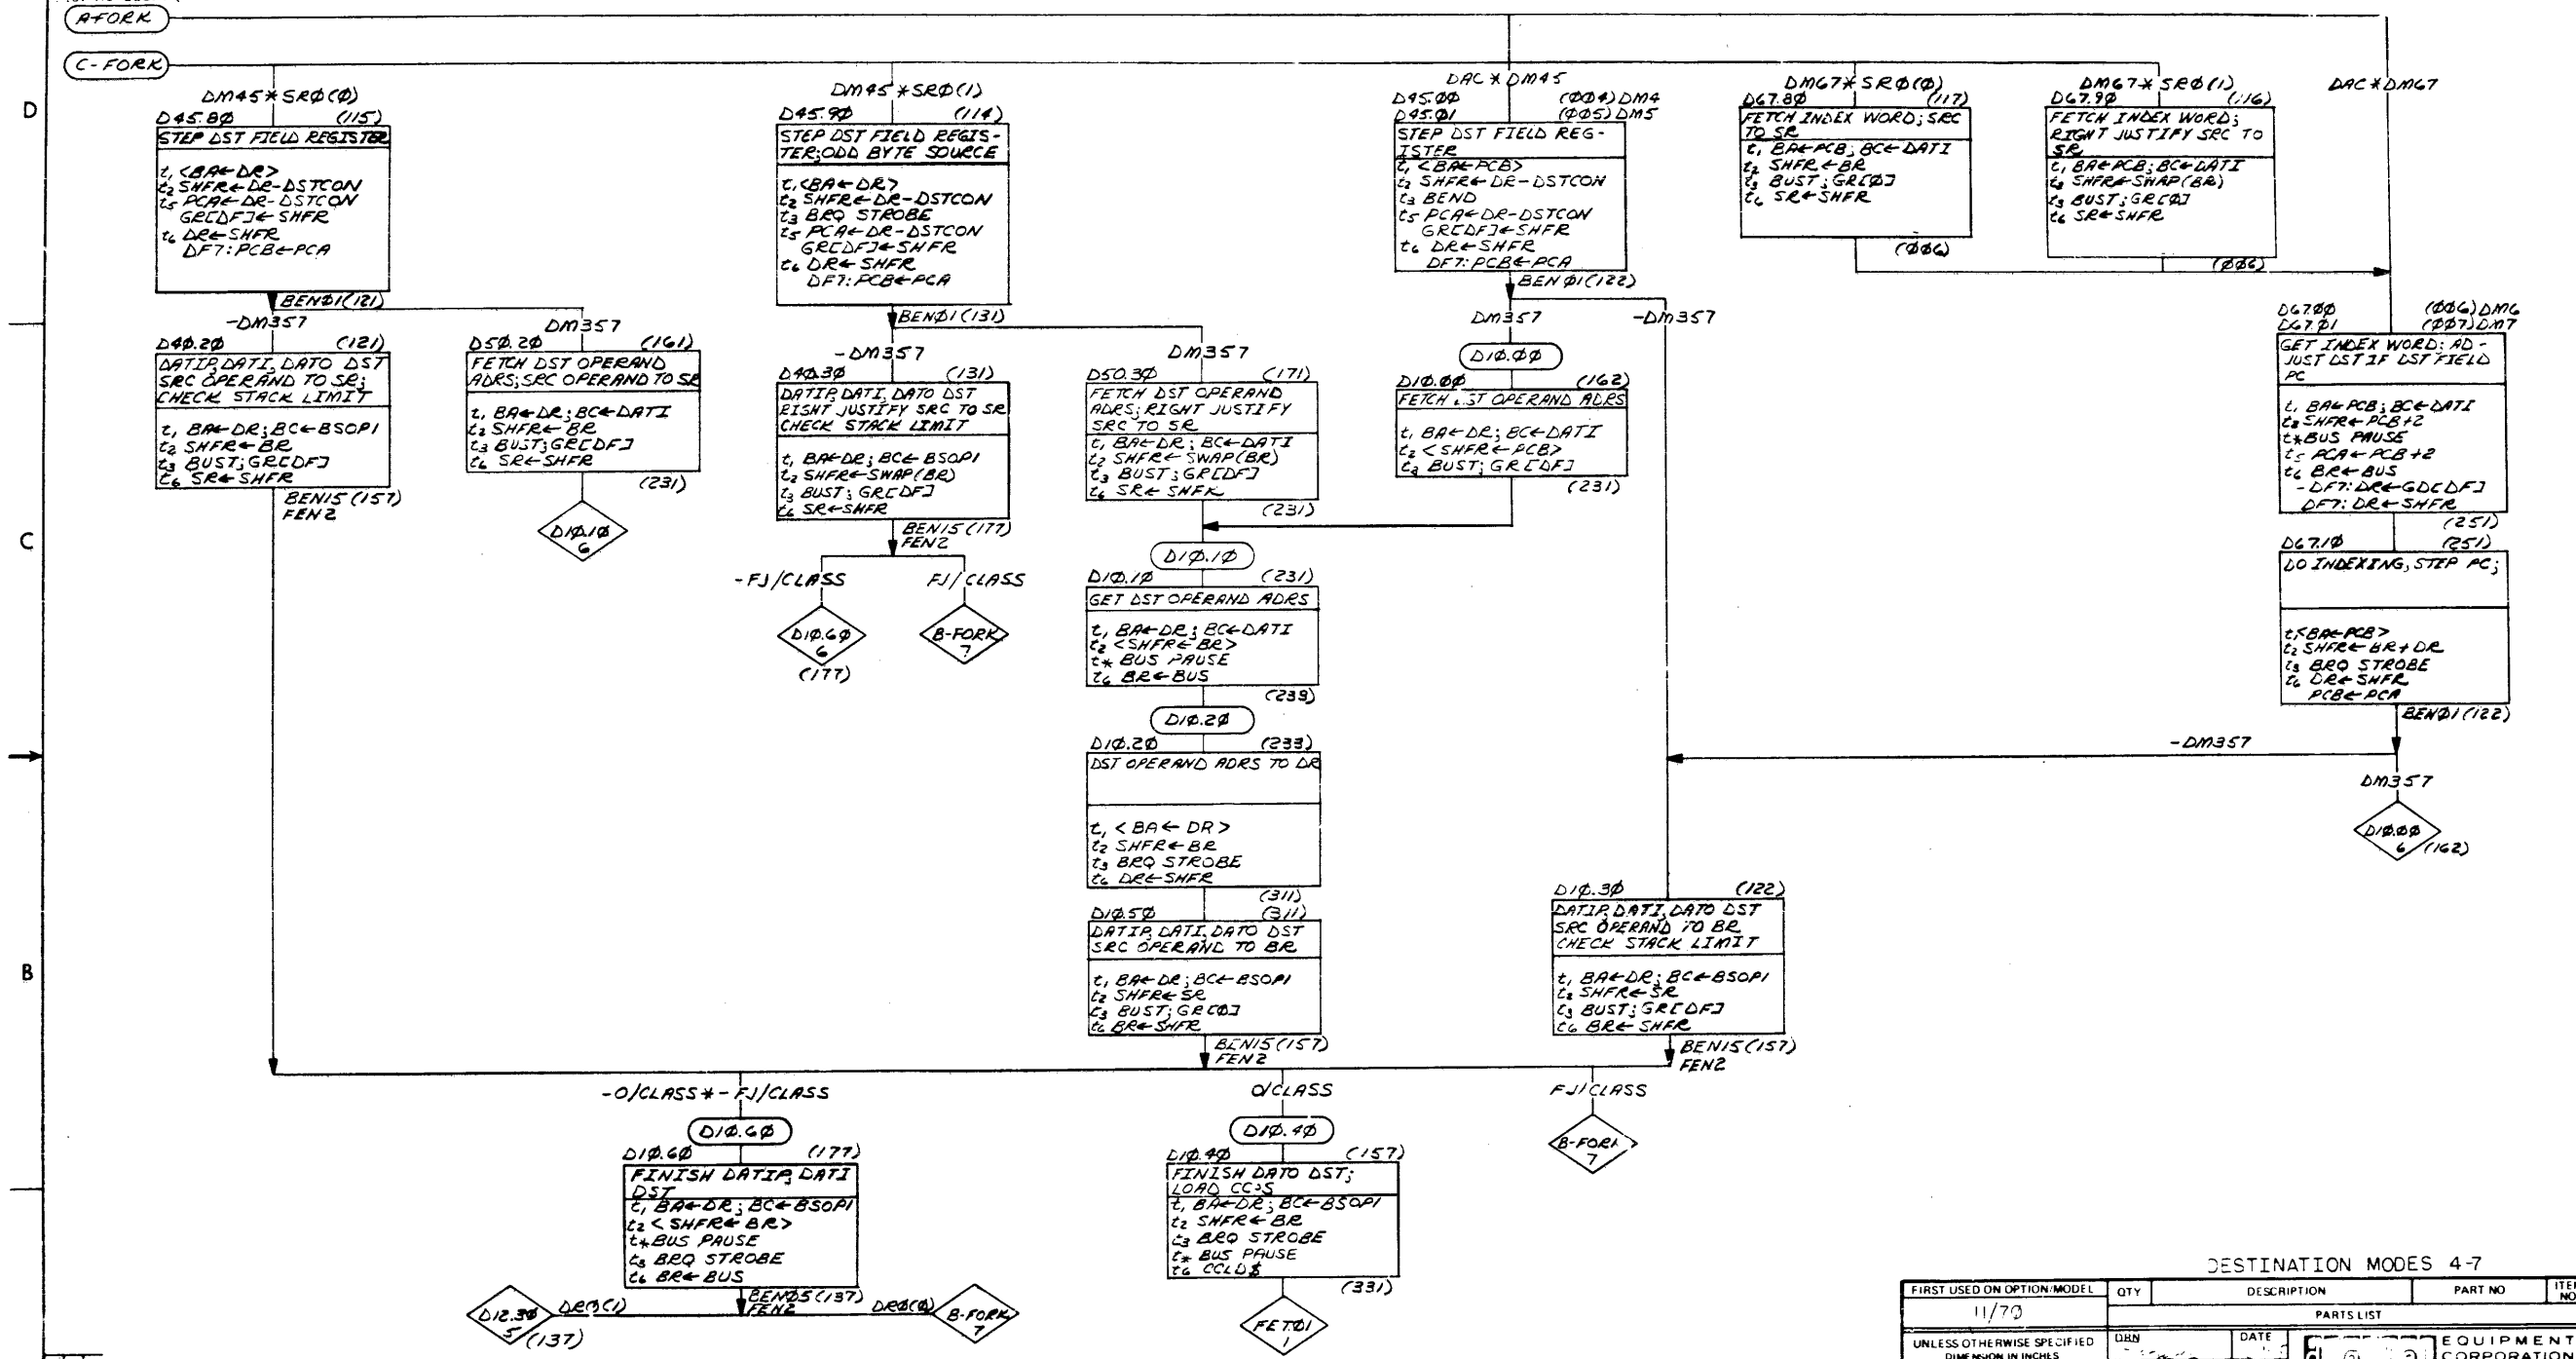 AFORK
C-FORK
D
C
B
DM45*SRØ(Ø)
D45.8Ø (115)
STEP DST FIELD REGISTER
t1 <BA←DR>
t2 SHFR←DR-DSTCON
t5 PCA←DR-DSTCON
GR[DF]←SHFR
t6 DR←SHFR
DF7:PCB←PCA
BENØ1(121)
-DM357
DM357
D4Ø.2Ø (121)
DATIP,DATI,DATO DST
SRC OPERAND TO SR;
CHECK STACK LIMIT
t1 BA←DR;BC←BSOP1
t2 SHFR←BR
t3 BUST;GR[DF]
t6 SR←SHFR
BEN15(157)
FEN2
D5Ø.2Ø (161)
FETCH DST OPERAND
ADRS;SRC OPERAND TO SR
t1 BA←DR;BC←DATI
t2 SHFR←BR
t3 BUST;GR[DF]
t6 SR←SHFR
(231)
D1Ø.1Ø
6
DM45*SRØ(1)
D45.9Ø (114)
STEP DST FIELD REGIS-
TER;ODD BYTE SOURCE
t1 <BA←DR>
t2 SHFR←DR-DSTCON
t3 BRQ STROBE
t5 PCA←DR-DSTCON
GR[DF]←SHFR
t6 DR←SHFR
DF7:PCB←PCA
BENØ1(131)
-DM357
DM357
D4Ø.3Ø (131)
DATIP,DATI,DATO DST
RIGHT JUSTIFY SRC TO SR
CHECK STACK LIMIT
t1 BA←DR;BC←BSOP1
t2 SHFR←SWAP(BR)
t3 BUST;GR[DF]
t6 SR←SHFR
BEN15(177)
FEN2
-FJ/CLASS
FJ/CLASS
D1Ø.6Ø
6
(177)
B-FORK
7
D5Ø.3Ø (171)
FETCH DST OPERAND
ADRS;RIGHT JUSTIFY
SRC TO SR
t1 BA←DR;BC←DATI
t2 SHFR←SWAP(BR)
t3 BUST;GR[DF]
t6 SR←SHFR
(231)
D1Ø.1Ø
D1Ø.1Ø (231)
GET DST OPERAND ADRS
t1 BA←DR;BC←DATI
t2 <SHFR←BR>
t* BUS PAUSE
t6 BR←BUS
(233)
D1Ø.2Ø
D1Ø.2Ø (233)
DST OPERAND ADRS TO DR
t1 <BA←DR>
t2 SHFR←BR
t3 BRQ STROBE
t6 DR←SHFR
(311)
D1Ø.5Ø (311)
DATIP,DATI,DATO DST
SRC OPERAND TO BR
t1 BA←DR;BC←BSOP1
t2 SHFR←SR
t3 BUST;GR[Ø]
t6 BR←SHFR
BEN15(157)
FEN2
DAC*DM45
D45.ØØ (ØØ4)DM4
D45.Ø1 (ØØ5)DM5
STEP DST FIELD REG-
ISTER
t1 <BA←PCB>
t2 SHFR←DR-DSTCON
t3 BEND
t5 PCA←DR-DSTCON
GR[DF]←SHFR
t6 DR←SHFR
DF7:PCB←PCA
BENØ1(122)
DM357
-DM357
D1Ø.ØØ
D1Ø.ØØ (162)
FETCH DST OPERAND ADRS
t1 BA←DR;BC←DATI
t2 <SHFR←PCB>
t3 BUST;GR[DF]
(231)
DM67*SRØ(Ø)
D67.8Ø (117)
FETCH INDEX WORD;SRC
TO SR
t1 BA←PCB;BC←DATI
t2 SHFR←BR
t3 BUST;GR[Ø]
t6 SR←SHFR
(ØØ6)
DM67*SRØ(1)
D67.9Ø (116)
FETCH INDEX WORD;
RIGHT JUSTIFY SRC TO
SR
t1 BA←PCB;BC←DATI
t2 SHFR←SWAP(BR)
t3 BUST;GR[Ø]
t6 SR←SHFR
(ØØ6)
DAC*DM67
D67.ØØ (ØØ6)DM6
D67.Ø1 (ØØ7)DM7
GET INDEX WORD:AD-
JUST DST IF DST FIELD
PC
t1 BA←PCB;BC←DATI
t2 SHFR←PCB+2
t* BUS PAUSE
t5 PCA←PCB+2
t6 BR←BUS
-DF7:DR←GD[DF]
DF7:DR←SHFR
(251)
D67.1Ø (251)
DO INDEXING,STEP PC;
t1 <BA←PCB>
t2 SHFR←BR+DR
t3 BRQ STROBE
t6 DR←SHFR
PCB←PCA
BENØ1(122)
-DM357
DM357
D1Ø.ØØ
6 (162)
D1Ø.3Ø (122)
DATIP,DATI,DATO DST
SRC OPERAND TO BR
CHECK STACK LIMIT
t1 BA←DR;BC←BSOP1
t2 SHFR←SR
t3 BUST;GR[DF]
t6 BR←SHFR
BEN15(157)
FEN2
-O/CLASS*-FJ/CLASS
O/CLASS
FJ/CLASS
D1Ø.6Ø
D1Ø.6Ø (177)
FINISH DATIP,DATI
DST
t1 BA←DR;BC←BSOP1
t2 <SHFR←BR>
t* BUS PAUSE
t3 BRQ STROBE
t6 BR←BUS
BENØ5(137)
FEN2
D12.3Ø
5/(137)
DRØ(1)
DRØ(Ø)
B-FORK
7
D1Ø.4Ø
D1Ø.4Ø (157)
FINISH DATO DST;
LOAD CC'S
t1 BA←DR;BC←BSOP1
t2 SHFR←BR
t3 BRQ STROBE
t* BUS PAUSE
t6 CCLD$
(331)
FETØ1
1
B-FORK
7
DESTINATION MODES 4-7
FIRST USED ON OPTION/MODEL QTY DESCRIPTION PART NO ITEM NO
11/70
PARTS LIST
UNLESS OTHERWISE SPECIFIED
DIMENSION IN INCHES
DRN DATE
EQUIPMENT
CORPORATION